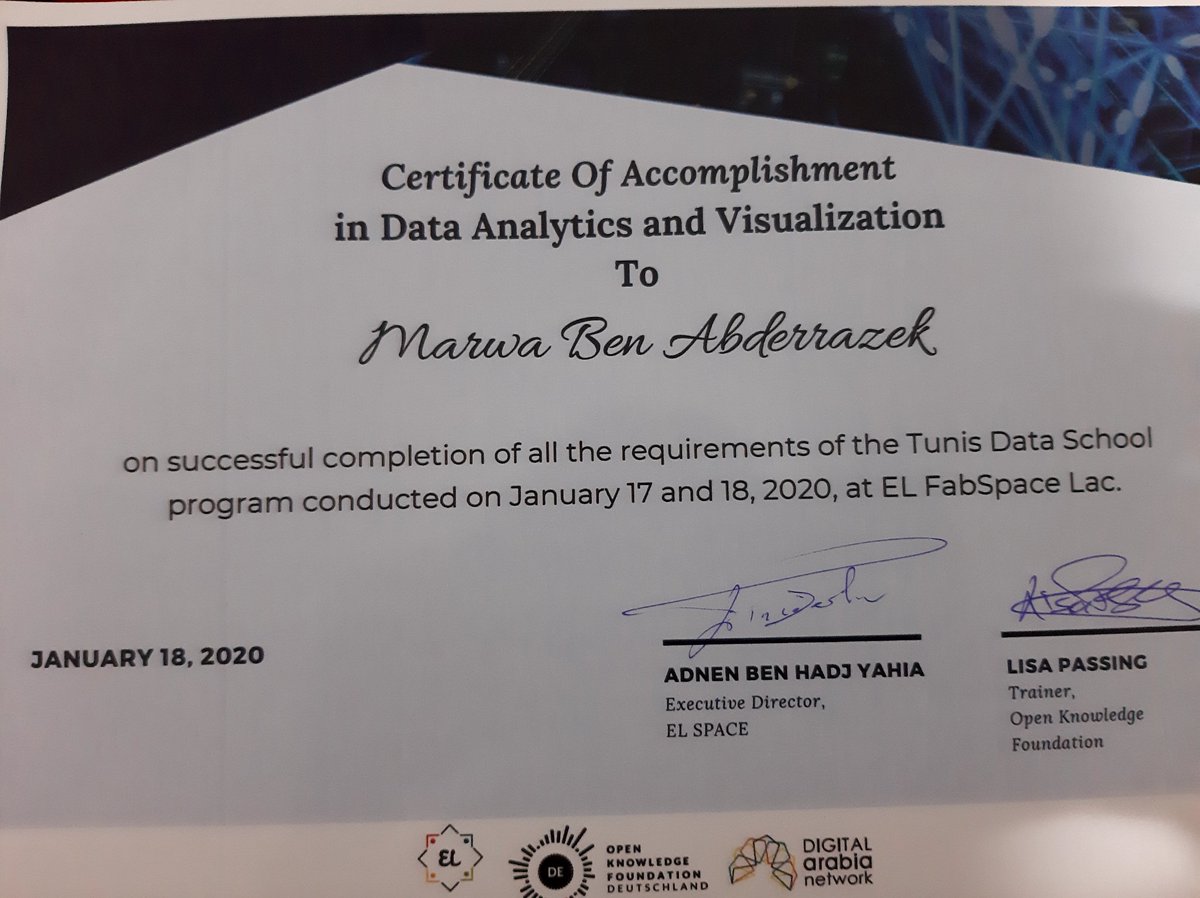 Certificate Of Accomplishment
in Data Analytics and Visualization
To
Marwa Ben Abderrazek
on successful completion of all the requirements of the Tunis Data School
program conducted on January 17 and 18, 2020, at EL FabSpace Lac.
JANUARY 18, 2020
ADNEN BEN HADJ YAHIA
Executive Director,
EL SPACE
LISA PASSING
Trainer,
Open Knowledge
Foundation
EL
DE
OPEN
KNOWLEDGE
FOUNDATION
DEUTSCHLAND
DIGITAL
arabia
network